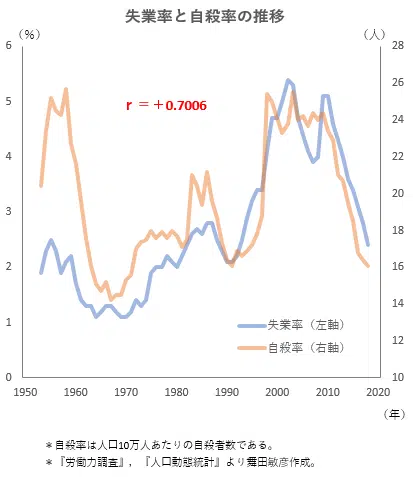 失業率と自殺率の推移
(%)
(人)
6
5
4
3
2
1
0
28
26
24
22
20
18
16
14
12
10
r ＝＋0.7006
失業率（左軸）
自殺率（右軸）
1950 1960 1970 1980 1990 2000 2010 2020
(年)
＊自殺率は人口10万人あたりの自殺者数である。
＊『労働力調査』，『人口動態統計』より舞田敏彦作成。